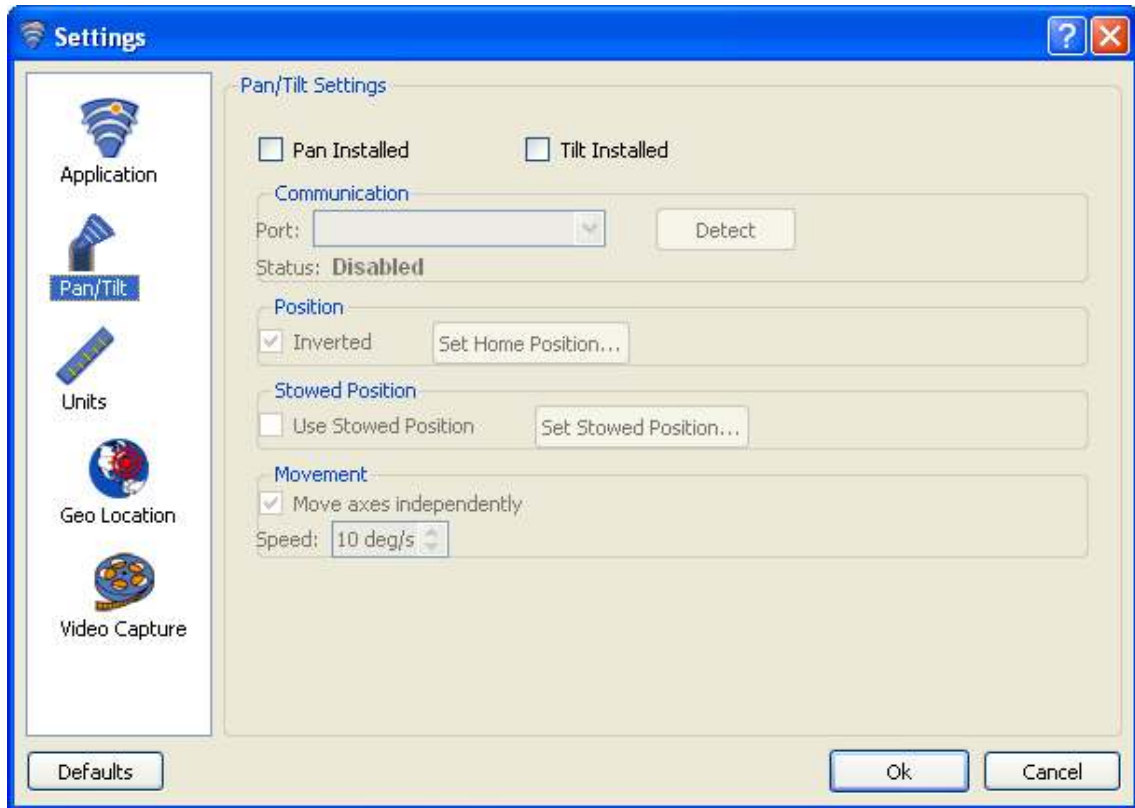 Settings
Application
Pan/Tilt
Units
Geo Location
Video Capture
Pan/Tilt Settings
Pan Installed Tilt Installed
Communication
Port: Detect
Status: Disabled
Position
Inverted Set Home Position...
Stowed Position
Use Stowed Position Set Stowed Position...
Movement
Move axes independently
Speed: 10 deg/s
Defaults Ok Cancel